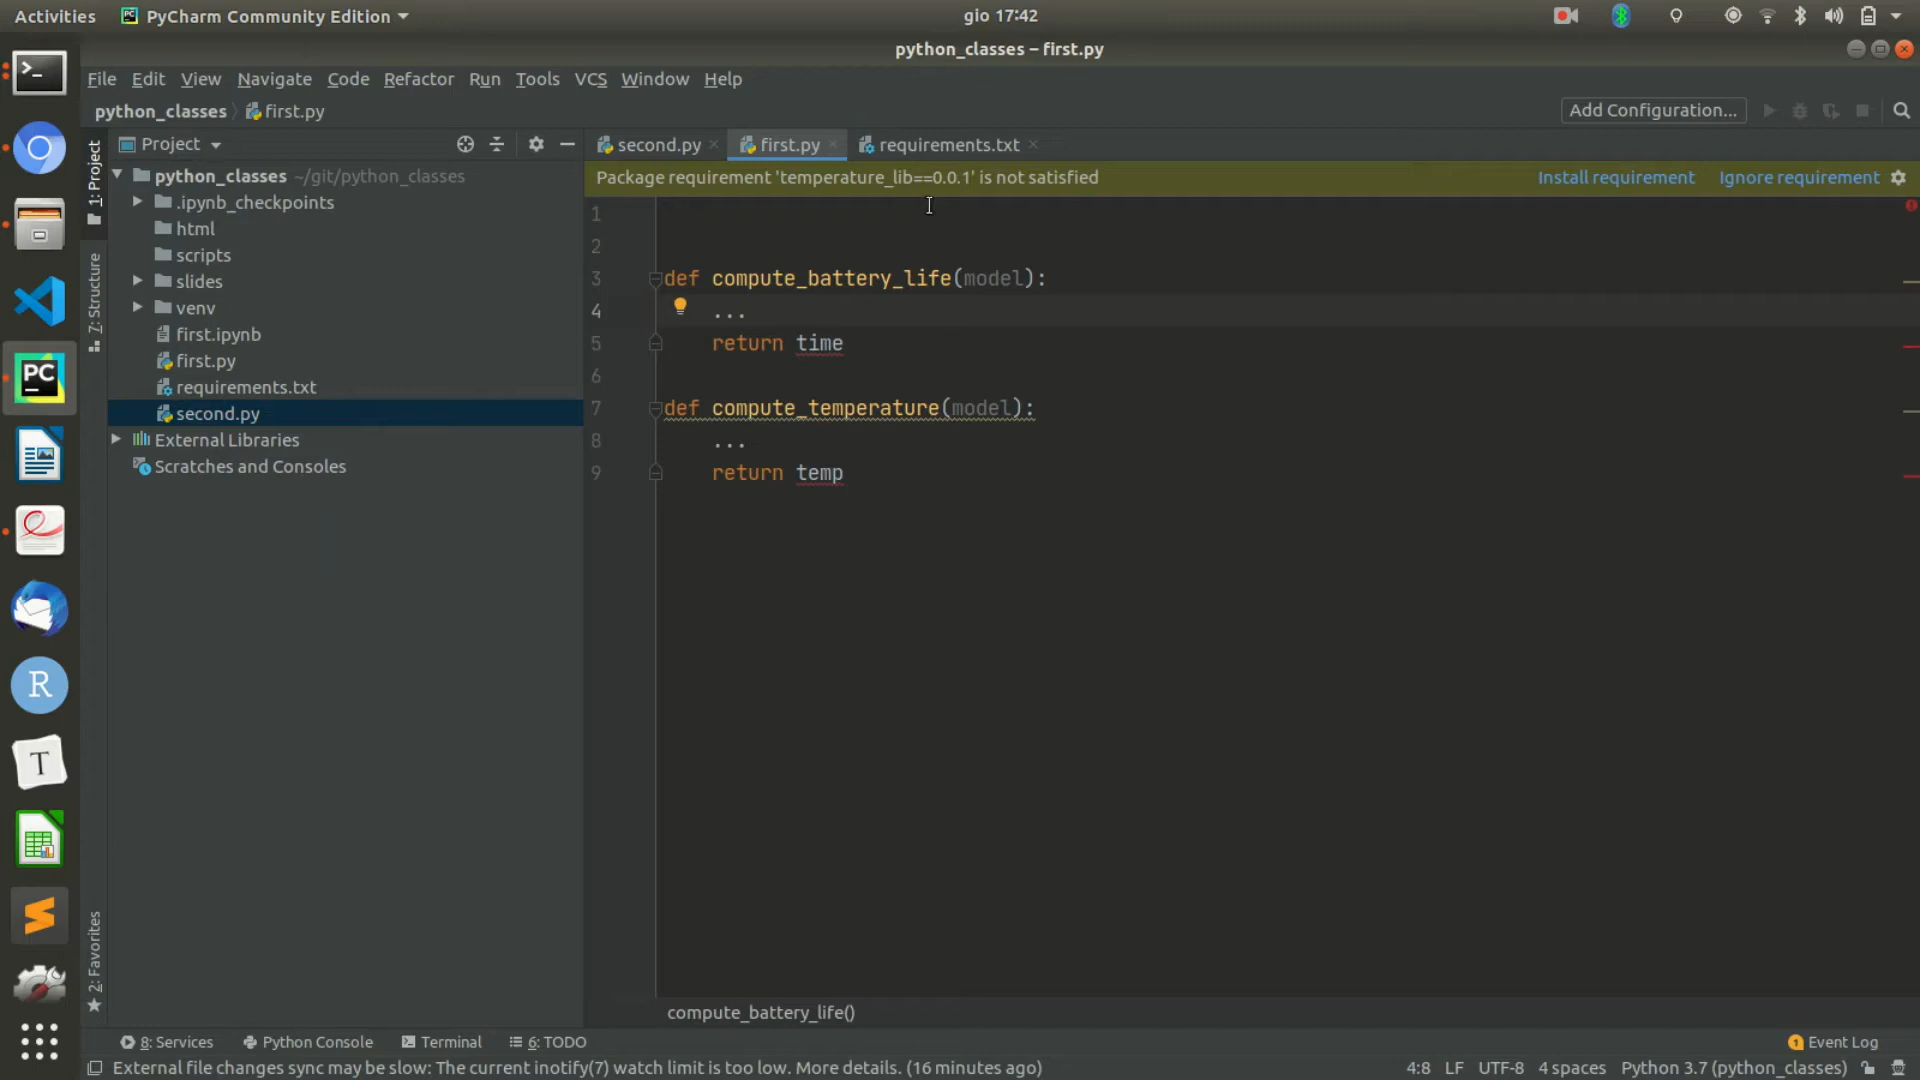 Activities
PyCharm Community Edition
gio 17:42
python_classes – first.py
File Edit View Navigate Code Refactor Run Tools VCS Window Help
python_classes first.py
Add Configuration...
1: Project
7: Structure
2: Favorites
Project
second.py
first.py
requirements.txt
Package requirement 'temperature_lib==0.0.1' is not satisfied
Install requirement
Ignore requirement
python_classes ~/git/python_classes
.ipynb_checkpoints
html
scripts
slides
venv
first.ipynb
first.py
requirements.txt
second.py
External Libraries
Scratches and Consoles
1
2
3 def compute_battery_life(model):
4 ...
5 return time
6
7 def compute_temperature(model):
8 ...
9 return temp
compute_battery_life()
PC
R
T
8: Services
Python Console
Terminal
6: TODO
1 Event Log
External file changes sync may be slow: The current inotify(7) watch limit is too low. More details. (16 minutes ago)
4:8 LF UTF-8 4 spaces Python 3.7 (python_classes)